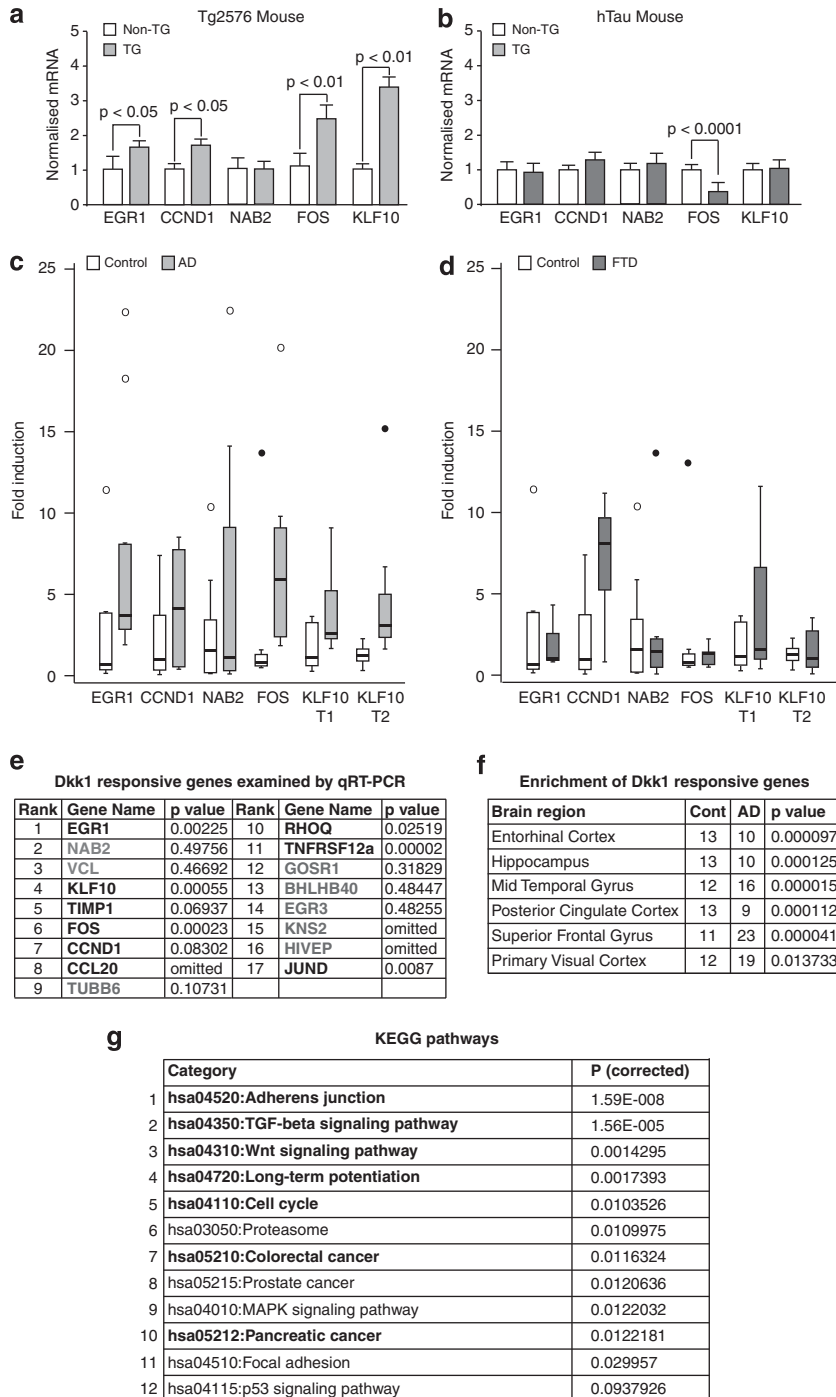 a
Tg2576 Mouse
Non-TG
TG
Normalised mRNA
5
4
3
2
1
0
p < 0.05
p < 0.05
p < 0.01
p < 0.01
EGR1 CCND1 NAB2 FOS KLF10
b
hTau Mouse
Non-TG
TG
Normalised mRNA
5
4
3
2
1
0
p < 0.0001
EGR1 CCND1 NAB2 FOS KLF10
c
Control AD
Fold induction
25
20
15
10
5
0
EGR1 CCND1 NAB2 FOS KLF10 T1 KLF10 T2
d
Control FTD
Fold induction
25
20
15
10
5
0
EGR1 CCND1 NAB2 FOS KLF10 T1 KLF10 T2
e
Dkk1 responsive genes examined by qRT-PCR
Rank Gene Name p value Rank Gene Name p value
1 EGR1 0.00225 10 RHOQ 0.02519
2 NAB2 0.49756 11 TNFRSF12a 0.00002
3 VCL 0.46692 12 GOSR1 0.31829
4 KLF10 0.00055 13 BHLHB40 0.48447
5 TIMP1 0.06937 14 EGR3 0.48255
6 FOS 0.00023 15 KNS2 omitted
7 CCND1 0.08302 16 HIVEP omitted
8 CCL20 omitted 17 JUND 0.0087
9 TUBB6 0.10731
f
Enrichment of Dkk1 responsive genes
Brain region Cont AD p value
Entorhinal Cortex 13 10 0.000097
Hippocampus 13 10 0.000125
Mid Temporal Gyrus 12 16 0.000015
Posterior Cingulate Cortex 13 9 0.000112
Superior Frontal Gyrus 11 23 0.000041
Primary Visual Cortex 12 19 0.013733
g
KEGG pathways
Category P (corrected)
1 hsa04520:Adherens junction 1.59E-008
2 hsa04350:TGF-beta signaling pathway 1.56E-005
3 hsa04310:Wnt signaling pathway 0.0014295
4 hsa04720:Long-term potentiation 0.0017393
5 hsa04110:Cell cycle 0.0103526
6 hsa03050:Proteasome 0.0109975
7 hsa05210:Colorectal cancer 0.0116324
8 hsa05215:Prostate cancer 0.0120636
9 hsa04010:MAPK signaling pathway 0.0122032
10 hsa05212:Pancreatic cancer 0.0122181
11 hsa04510:Focal adhesion 0.029957
12 hsa04115:p53 signaling pathway 0.0937926